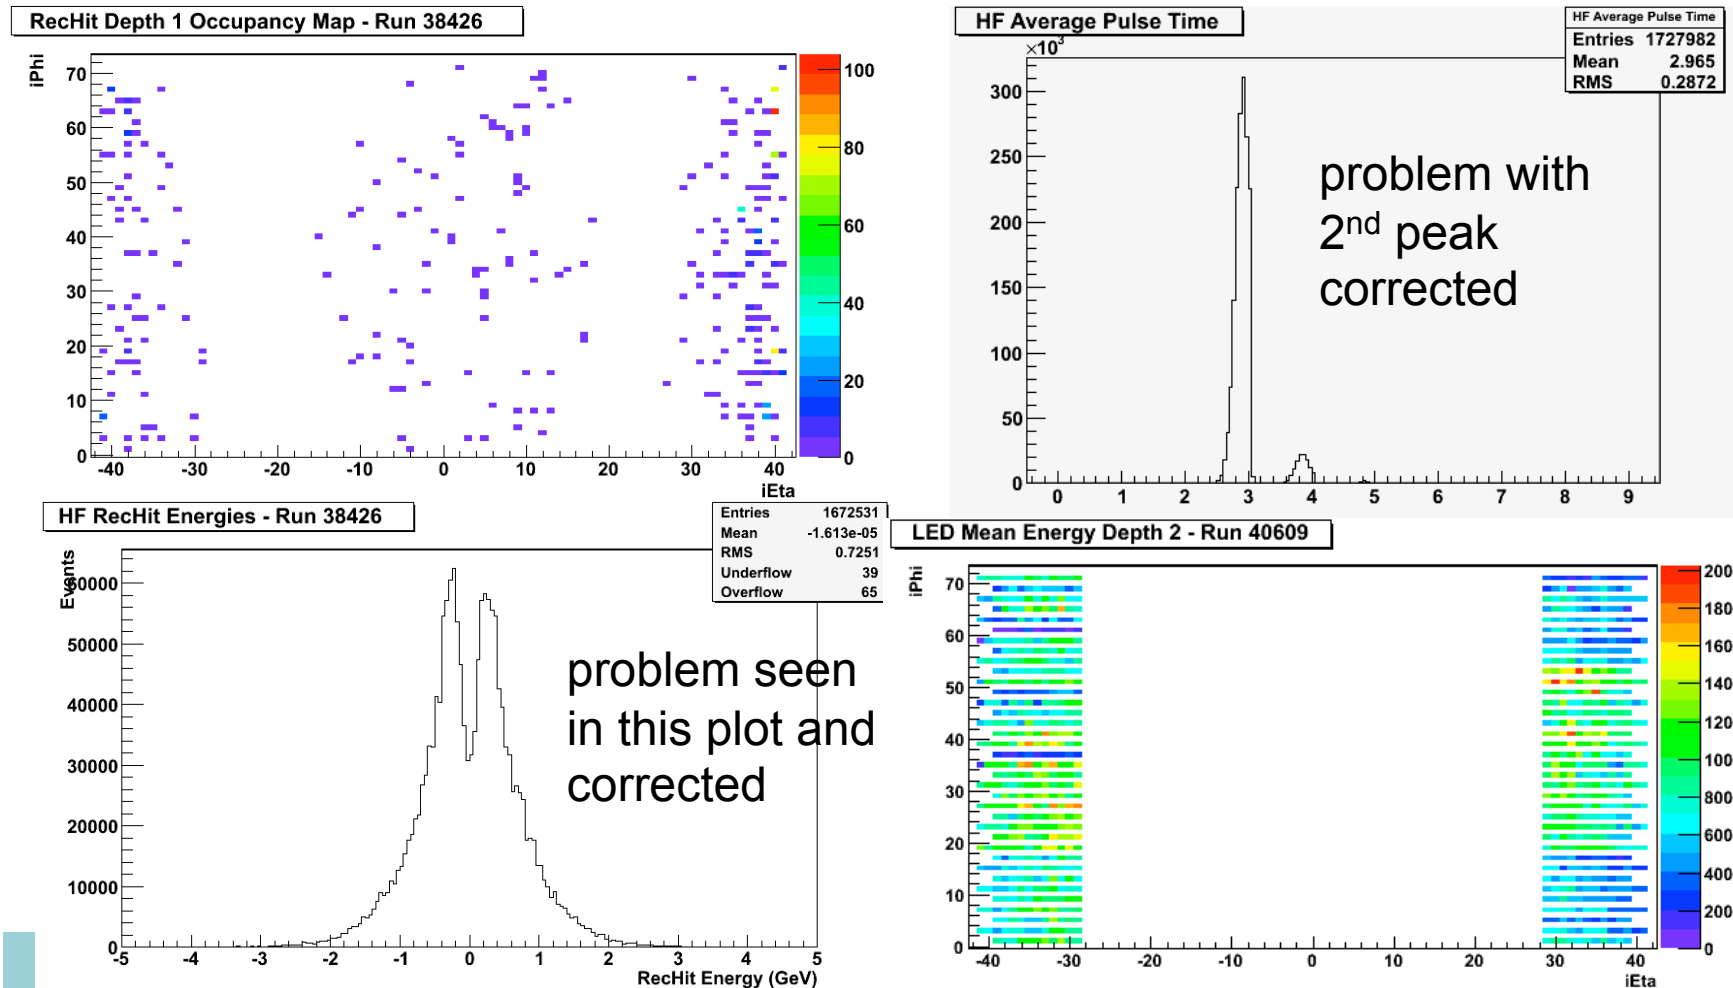 RecHit Depth 1 Occupancy Map - Run 38426
iPhi
70
60
50
40
30
20
10
0
-40 -30 -20 -10 0 10 20 30 40
iEta
100
80
60
40
20
0
HF Average Pulse Time
×10³
HF Average Pulse Time
Entries 1727982
Mean 2.965
RMS 0.2872
300
250
200
150
100
50
0
0 1 2 3 4 5 6 7 8 9
problem with
2nd peak
corrected
HF RecHit Energies - Run 38426
Entries 1672531
Mean -1.613e-05
RMS 0.7251
Underflow 39
Overflow 65
Events
60000
50000
40000
30000
20000
10000
0
-5 -4 -3 -2 -1 0 1 2 3 4 5
RecHit Energy (GeV)
problem seen
in this plot and
corrected
LED Mean Energy Depth 2 - Run 40609
iPhi
70
60
50
40
30
20
10
0
-40 -30 -20 -10 0 10 20 30 40
iEta
200
180
160
140
120
100
800
600
400
200
0